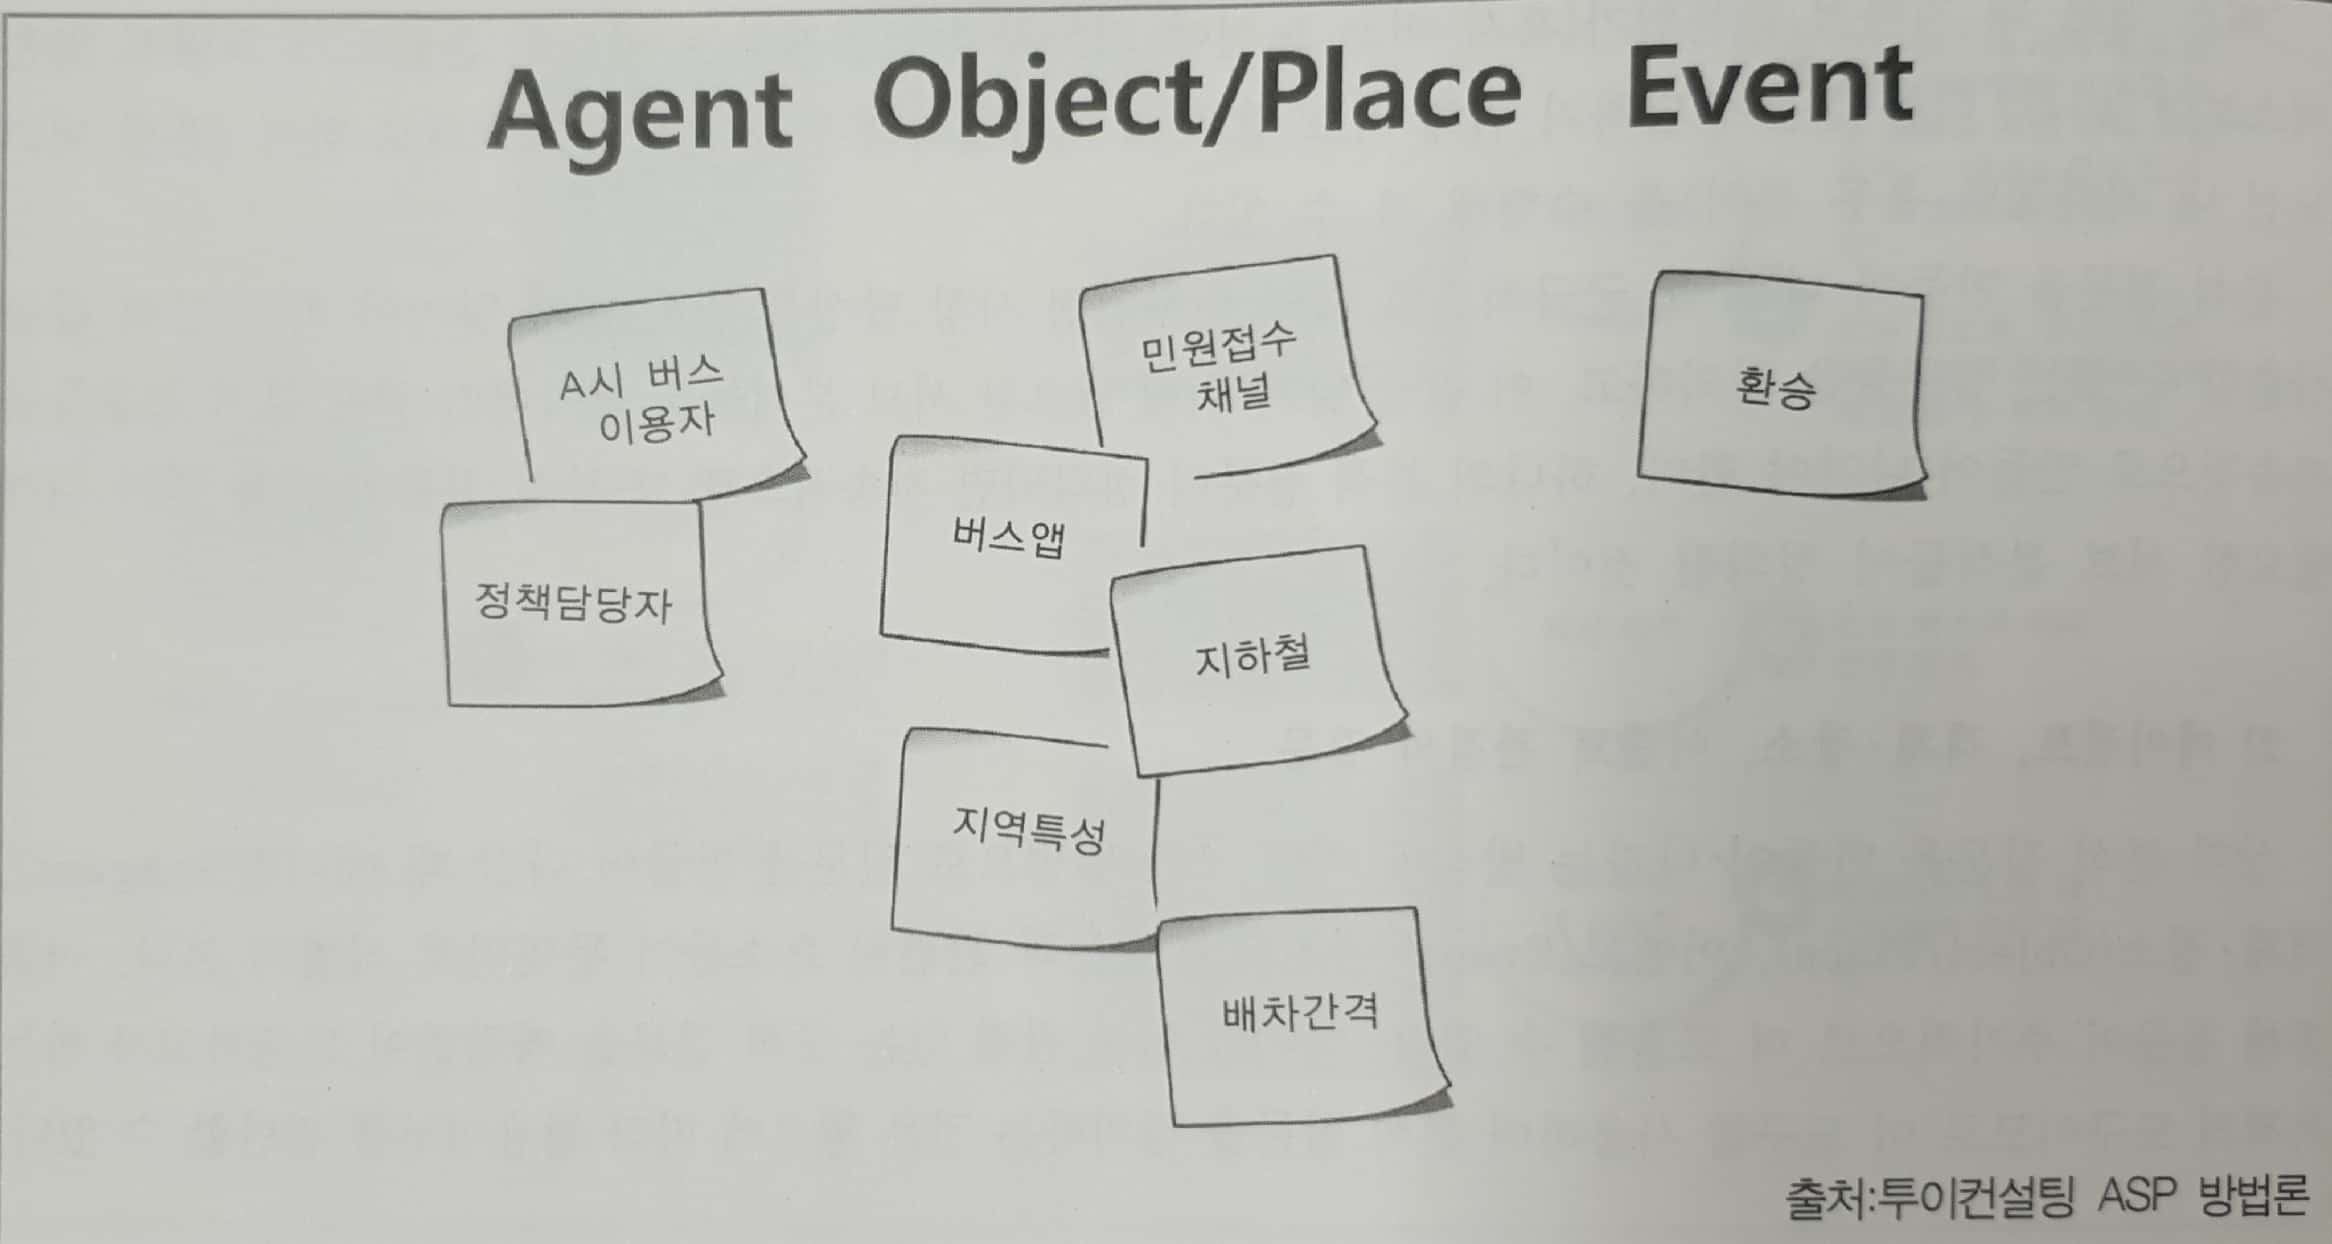 Agent Object/Place Event
A시 버스
이용자
정책담당자
민원접수
채널
버스앱
지하철
지역특성
배차간격
환승
출처:투이컨설팅 ASP 방법론